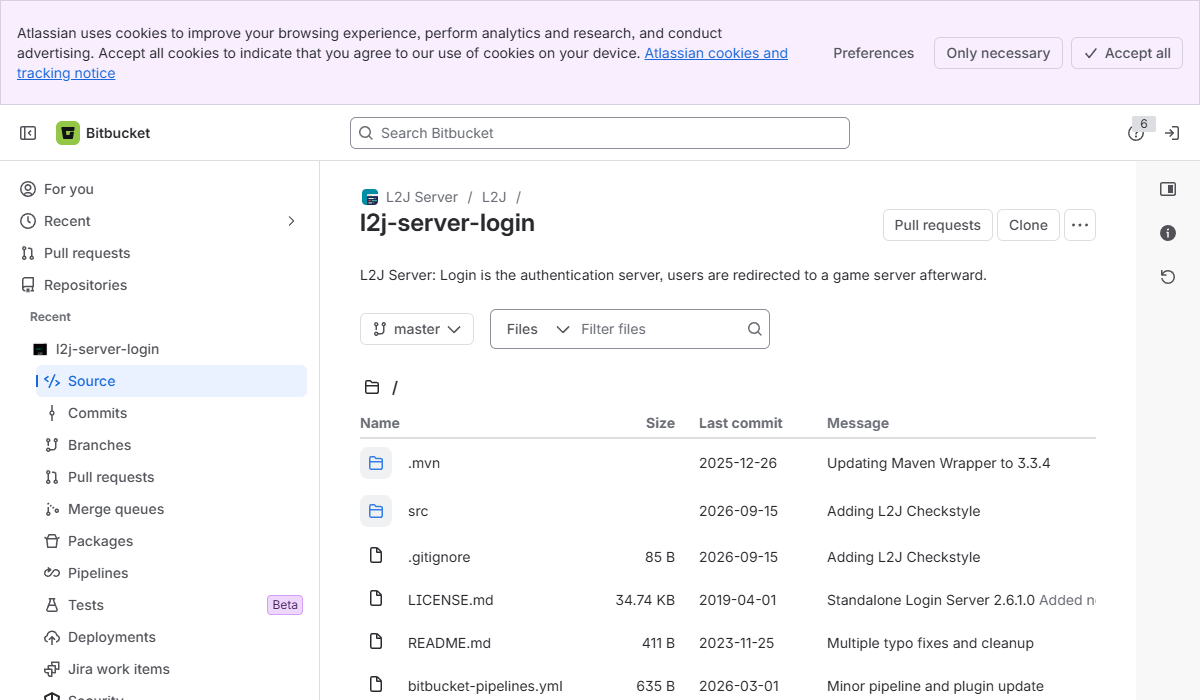 Atlassian uses cookies to improve your browsing experience, perform analytics and research, and conduct
advertising. Accept all cookies to indicate that you agree to our use of cookies on your device. Atlassian cookies and
tracking notice
Preferences
Only necessary
Accept all
Bitbucket
Search Bitbucket
6
For you
Recent
Pull requests
Repositories
Recent
l2j-server-login
Source
Commits
Branches
Pull requests
Merge queues
Packages
Pipelines
Tests Beta
Deployments
Jira work items
Security
L2J Server / L2J /
l2j-server-login
Pull requests
Clone
L2J Server: Login is the authentication server, users are redirected to a game server afterward.
master
Files
Filter files
/
Name Size Last commit Message
.mvn 2025-12-26 Updating Maven Wrapper to 3.3.4
src 2026-09-15 Adding L2J Checkstyle
.gitignore 85 B 2026-09-15 Adding L2J Checkstyle
LICENSE.md 34.74 KB 2019-04-01 Standalone Login Server 2.6.1.0 Added
README.md 411 B 2023-11-25 Multiple typo fixes and cleanup
bitbucket-pipelines.yml 635 B 2026-03-01 Minor pipeline and plugin update